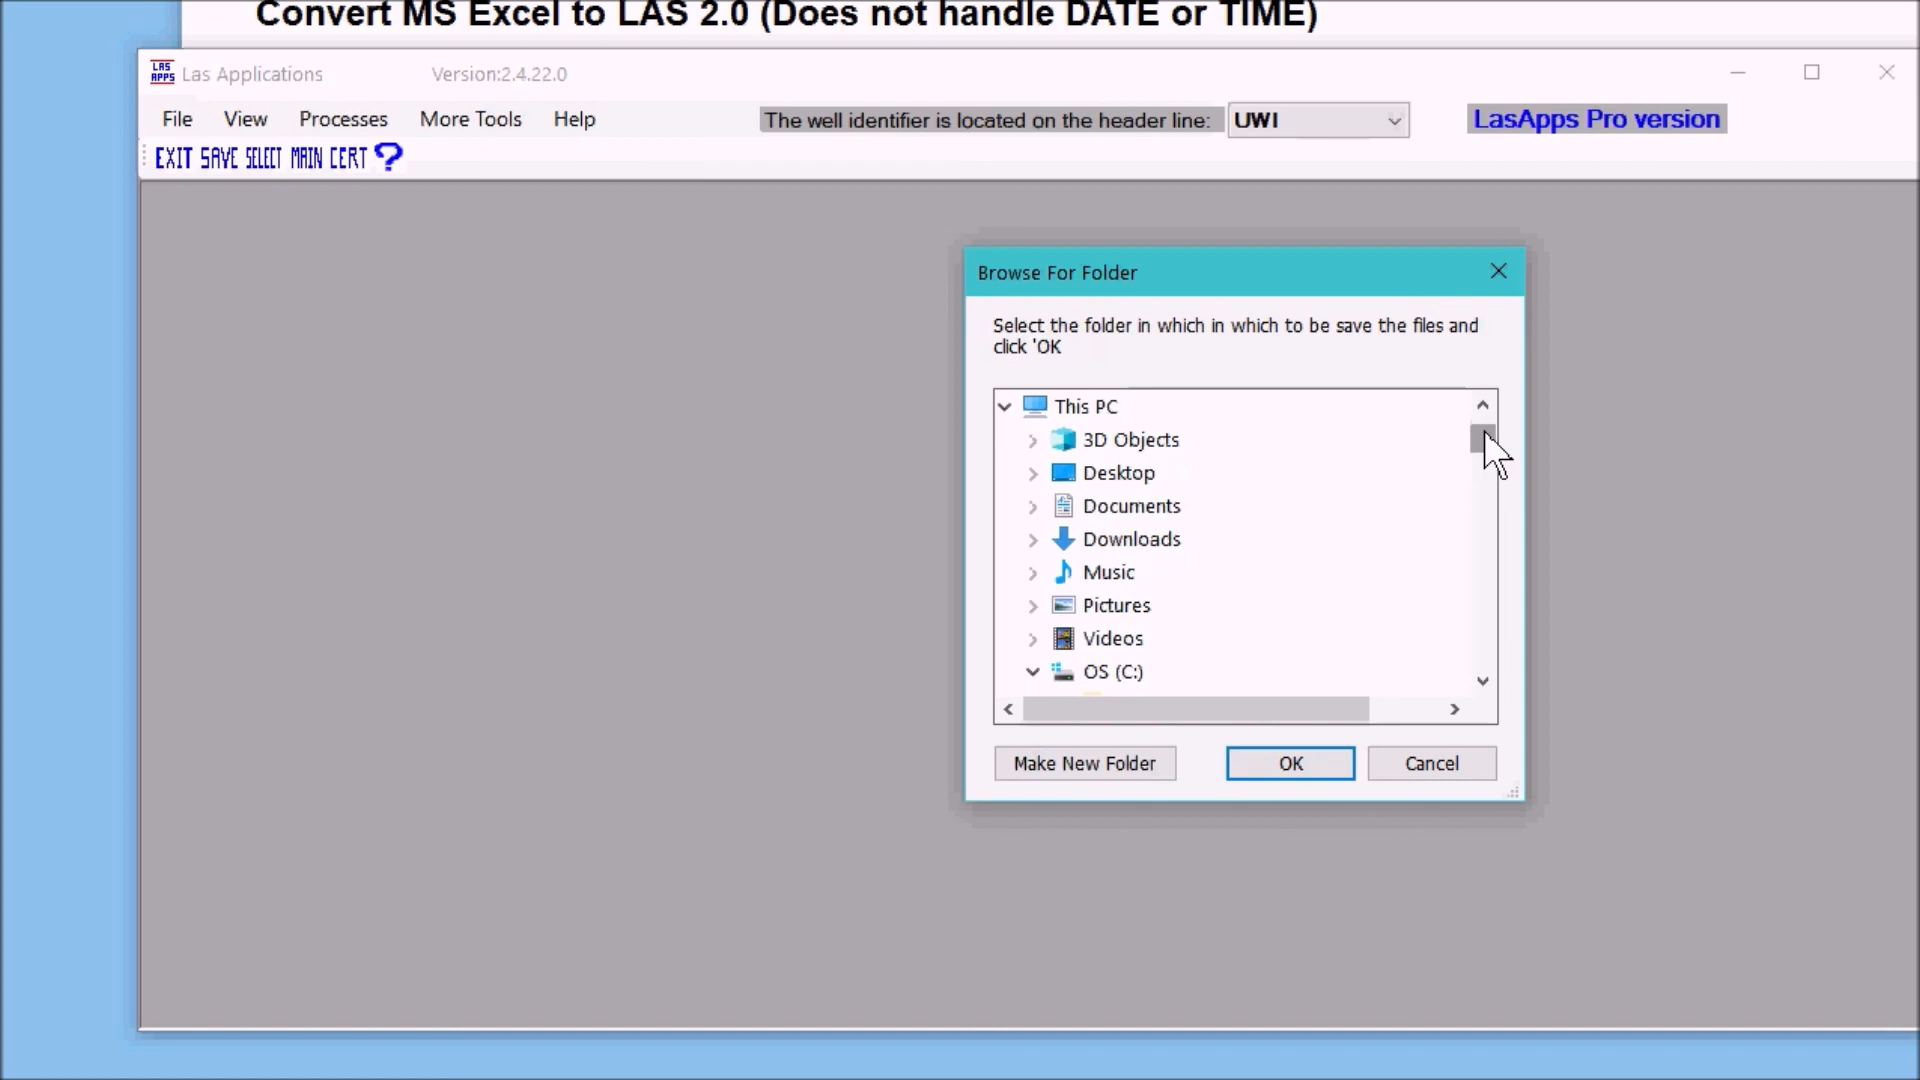 Convert MS Excel to LAS 2.0 (Does not handle DATE or TIME)
LAS APPS Las Applications Version:2.4.22.0
File View Processes More Tools Help The well identifier is located on the header line: UWI LasApps Pro version
EXIT SAVE SELECT MAIN CERT ?
Browse For Folder
Select the folder in which in which to be save the files and
click 'OK
This PC
3D Objects
Desktop
Documents
Downloads
Music
Pictures
Videos
OS (C:)
Make New Folder OK Cancel